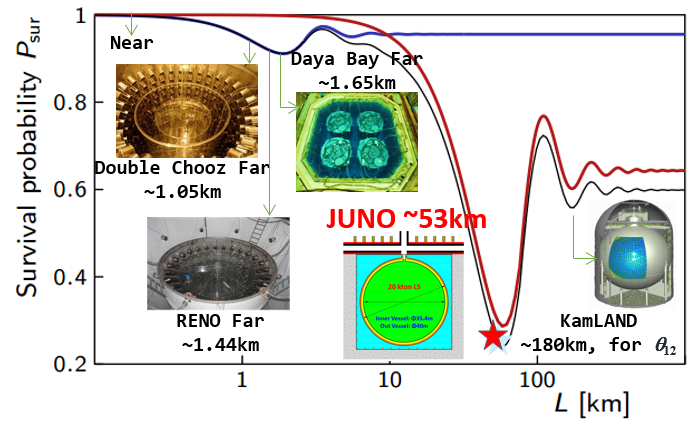 Survival probability P_sur
1
0.8
0.6
0.4
0.2
Near
Daya Bay Far
~1.65km
Double Chooz Far
~1.05km
JUNO ~53km
20 kton LS
Inner Vessel: Φ35.4m
Out Vessel: Φ40m
RENO Far
~1.44km
KamLAND
~180km, for θ12
1
10
100
L [km]